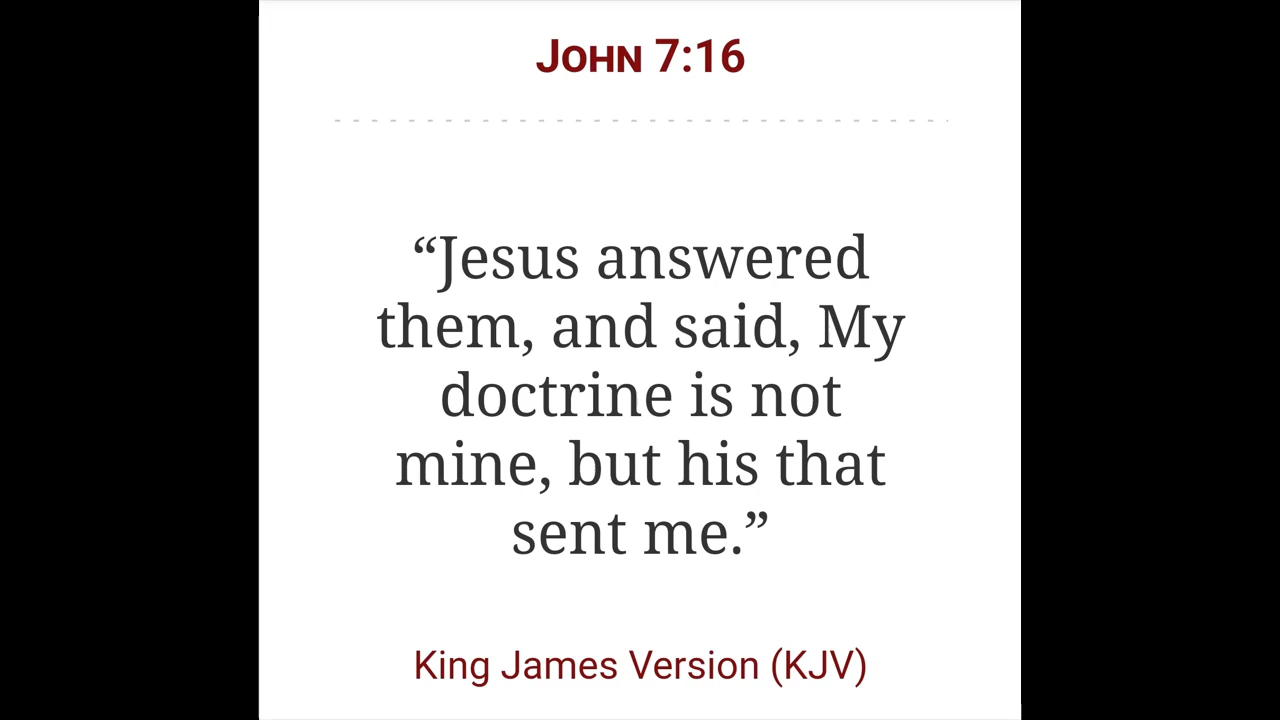 John 7:16
“Jesus answered
them, and said, My
doctrine is not
mine, but his that
sent me.”
King James Version (KJV)